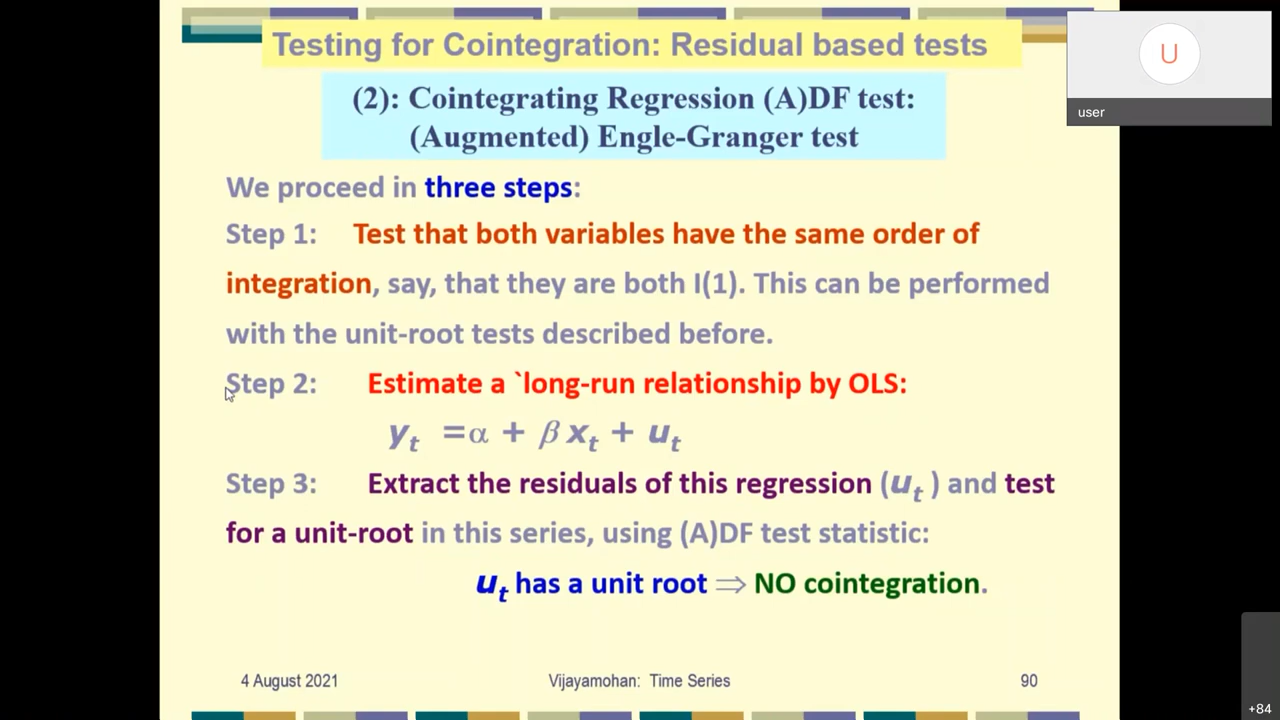 Testing for Cointegration: Residual based tests
(2): Cointegrating Regression (A)DF test:
(Augmented) Engle-Granger test
We proceed in three steps:
Step 1: Test that both variables have the same order of
integration, say, that they are both I(1). This can be performed
with the unit-root tests described before.
Step 2: Estimate a `long-run relationship by OLS:
yₜ =α + β xₜ + uₜ
Step 3: Extract the residuals of this regression (uₜ ) and test
for a unit-root in this series, using (A)DF test statistic:
uₜ has a unit root ⇒ NO cointegration.
4 August 2021 Vijayamohan: Time Series 90
U
user
+84